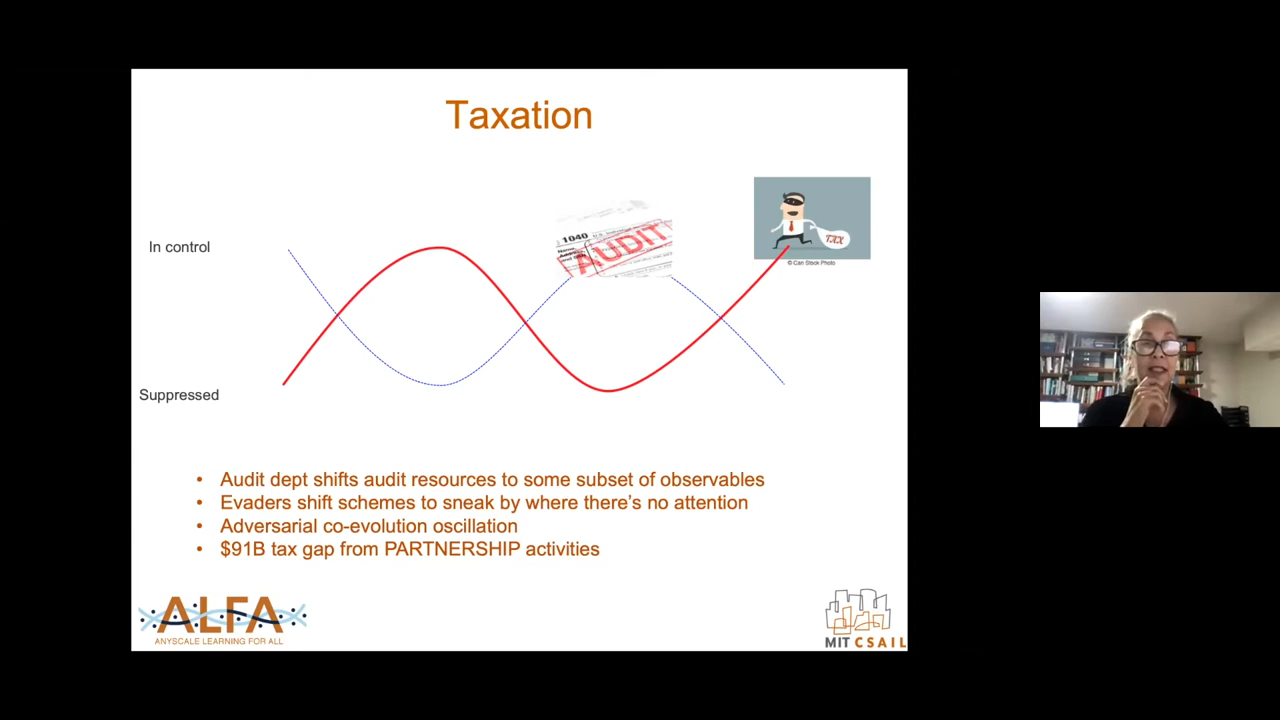 Taxation
In control
1040
AUDIT
TAX
© Can Stock Photo
Suppressed
• Audit dept shifts audit resources to some subset of observables
• Evaders shift schemes to sneak by where there's no attention
• Adversarial co-evolution oscillation
• $91B tax gap from PARTNERSHIP activities
ALFA
ANYSCALE LEARNING FOR ALL
MIT CSAIL